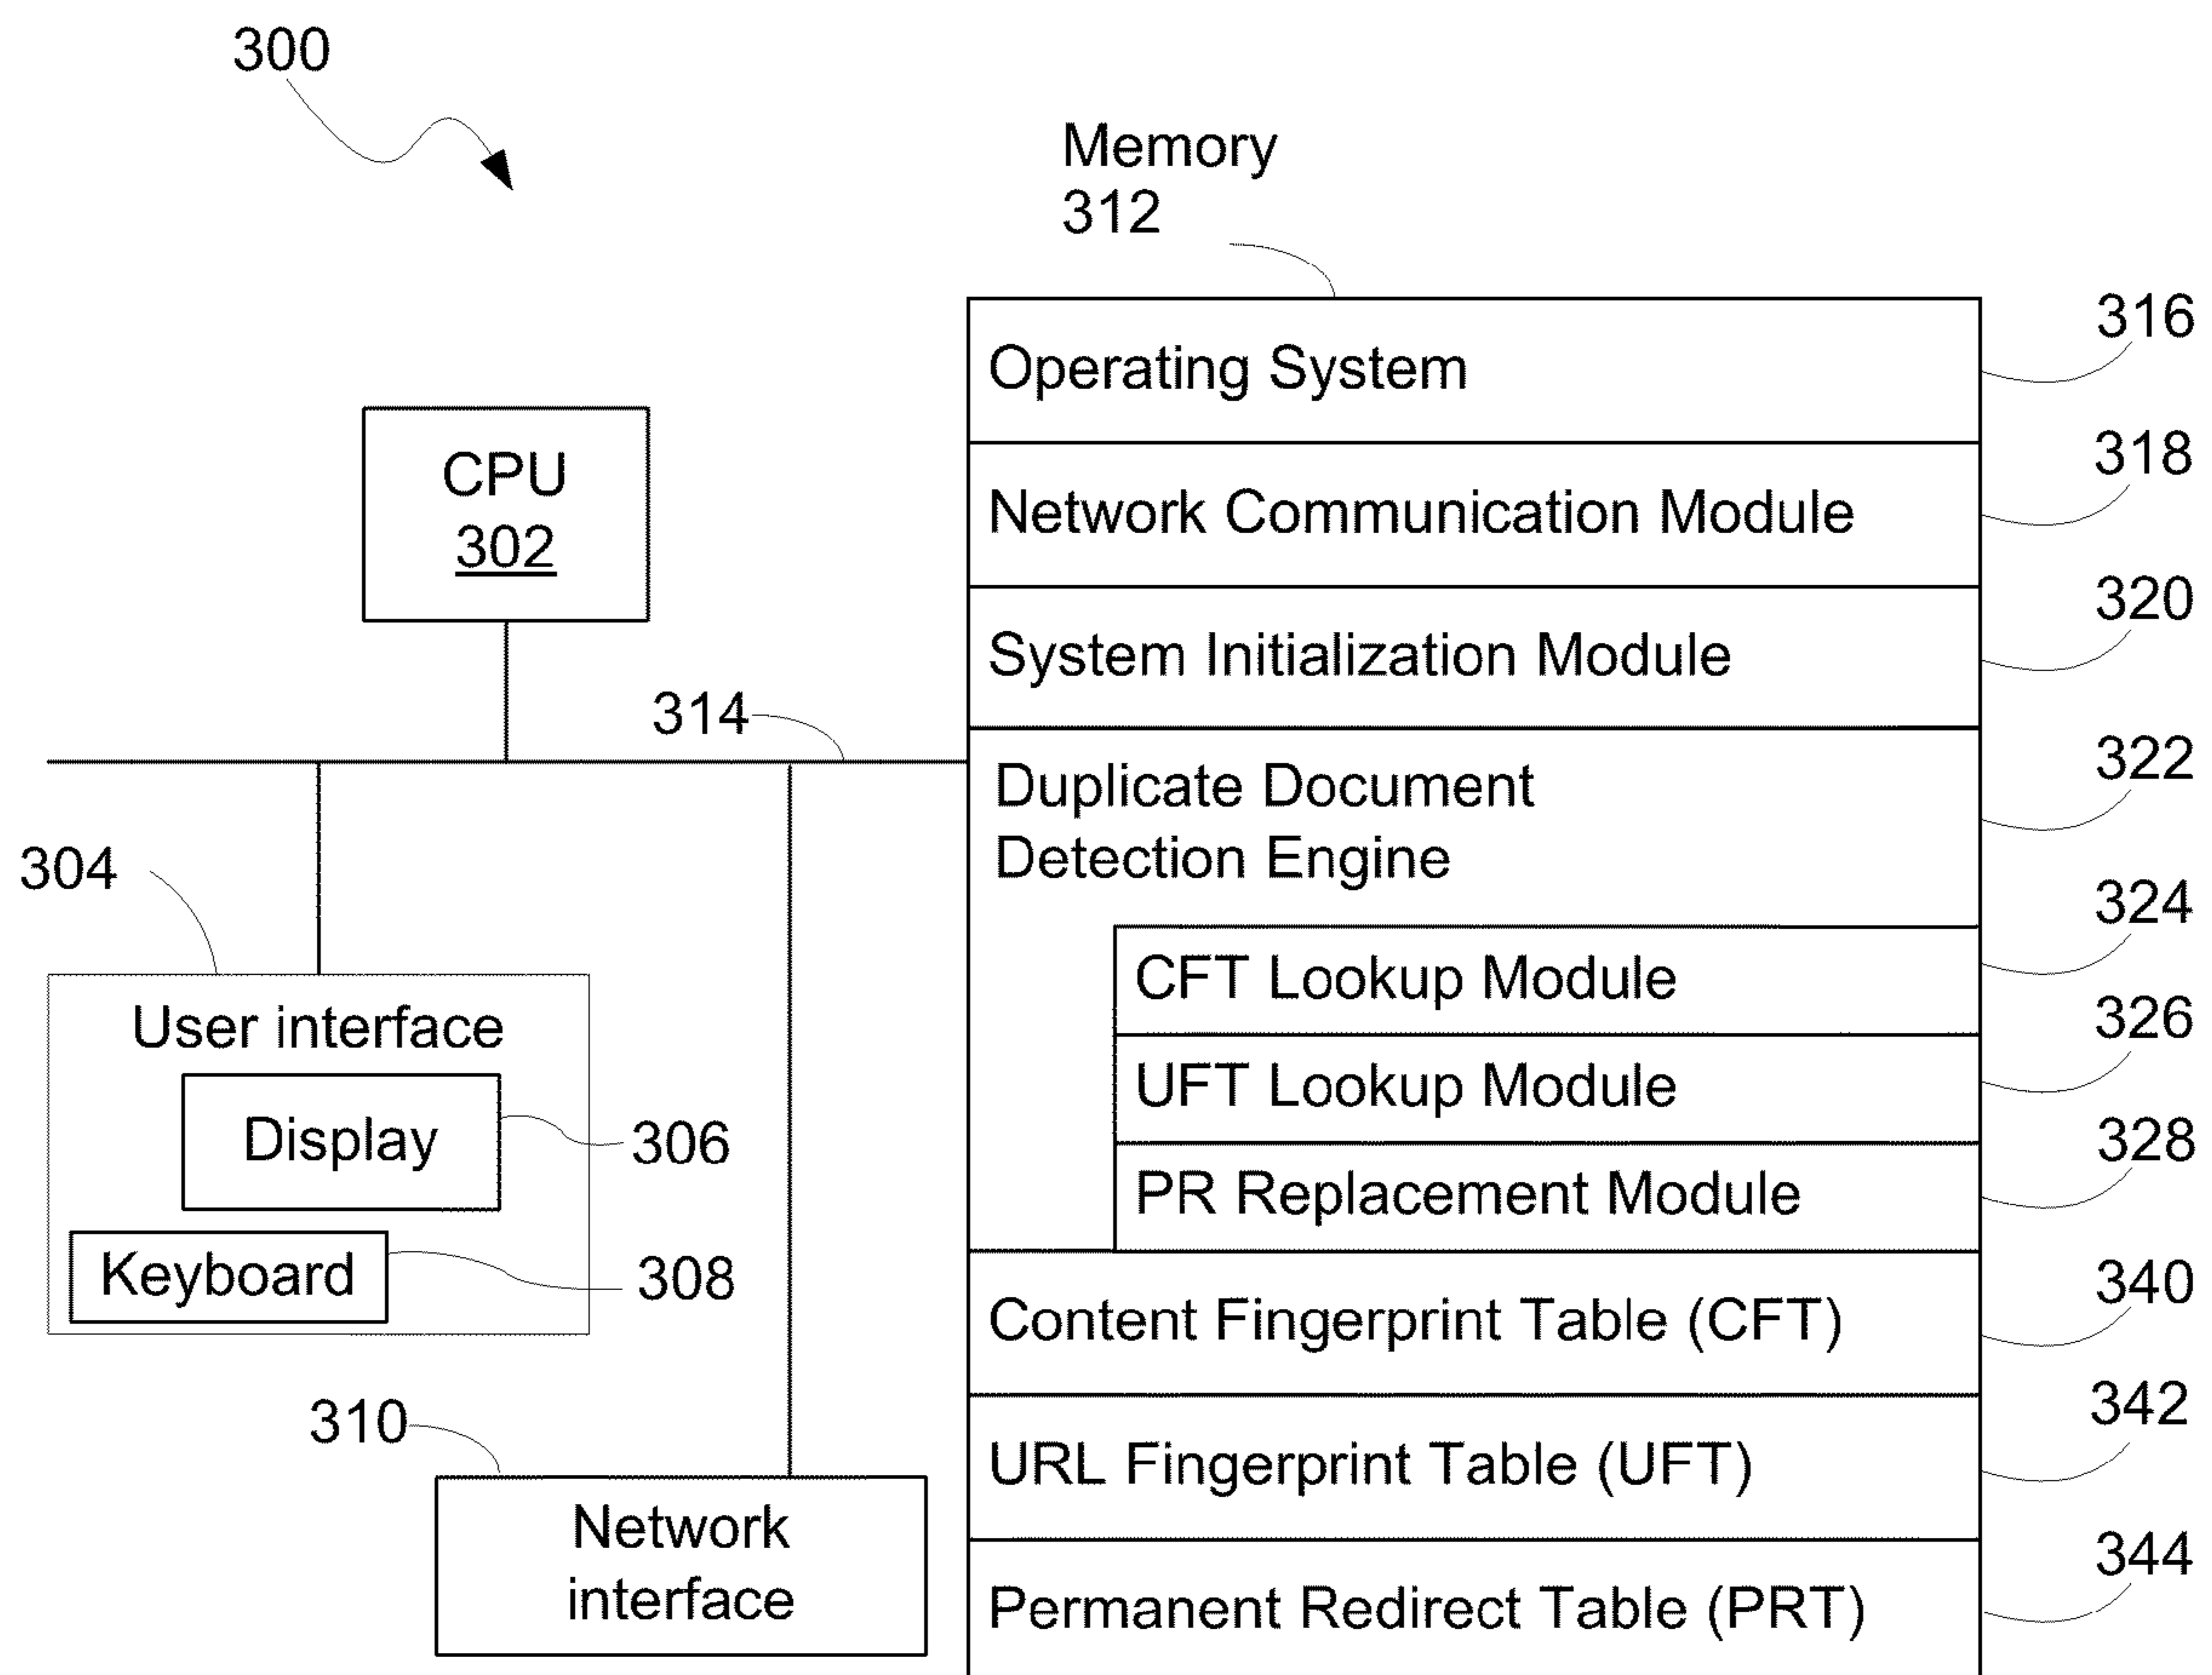 300
Memory
312
Operating System
316
Network Communication Module
318
System Initialization Module
320
CPU
302
314
Duplicate Document
Detection Engine
322
CFT Lookup Module
324
UFT Lookup Module
326
PR Replacement Module
328
304
User interface
Display
306
Keyboard
308
Content Fingerprint Table (CFT)
340
URL Fingerprint Table (UFT)
342
Permanent Redirect Table (PRT)
344
310
Network
interface